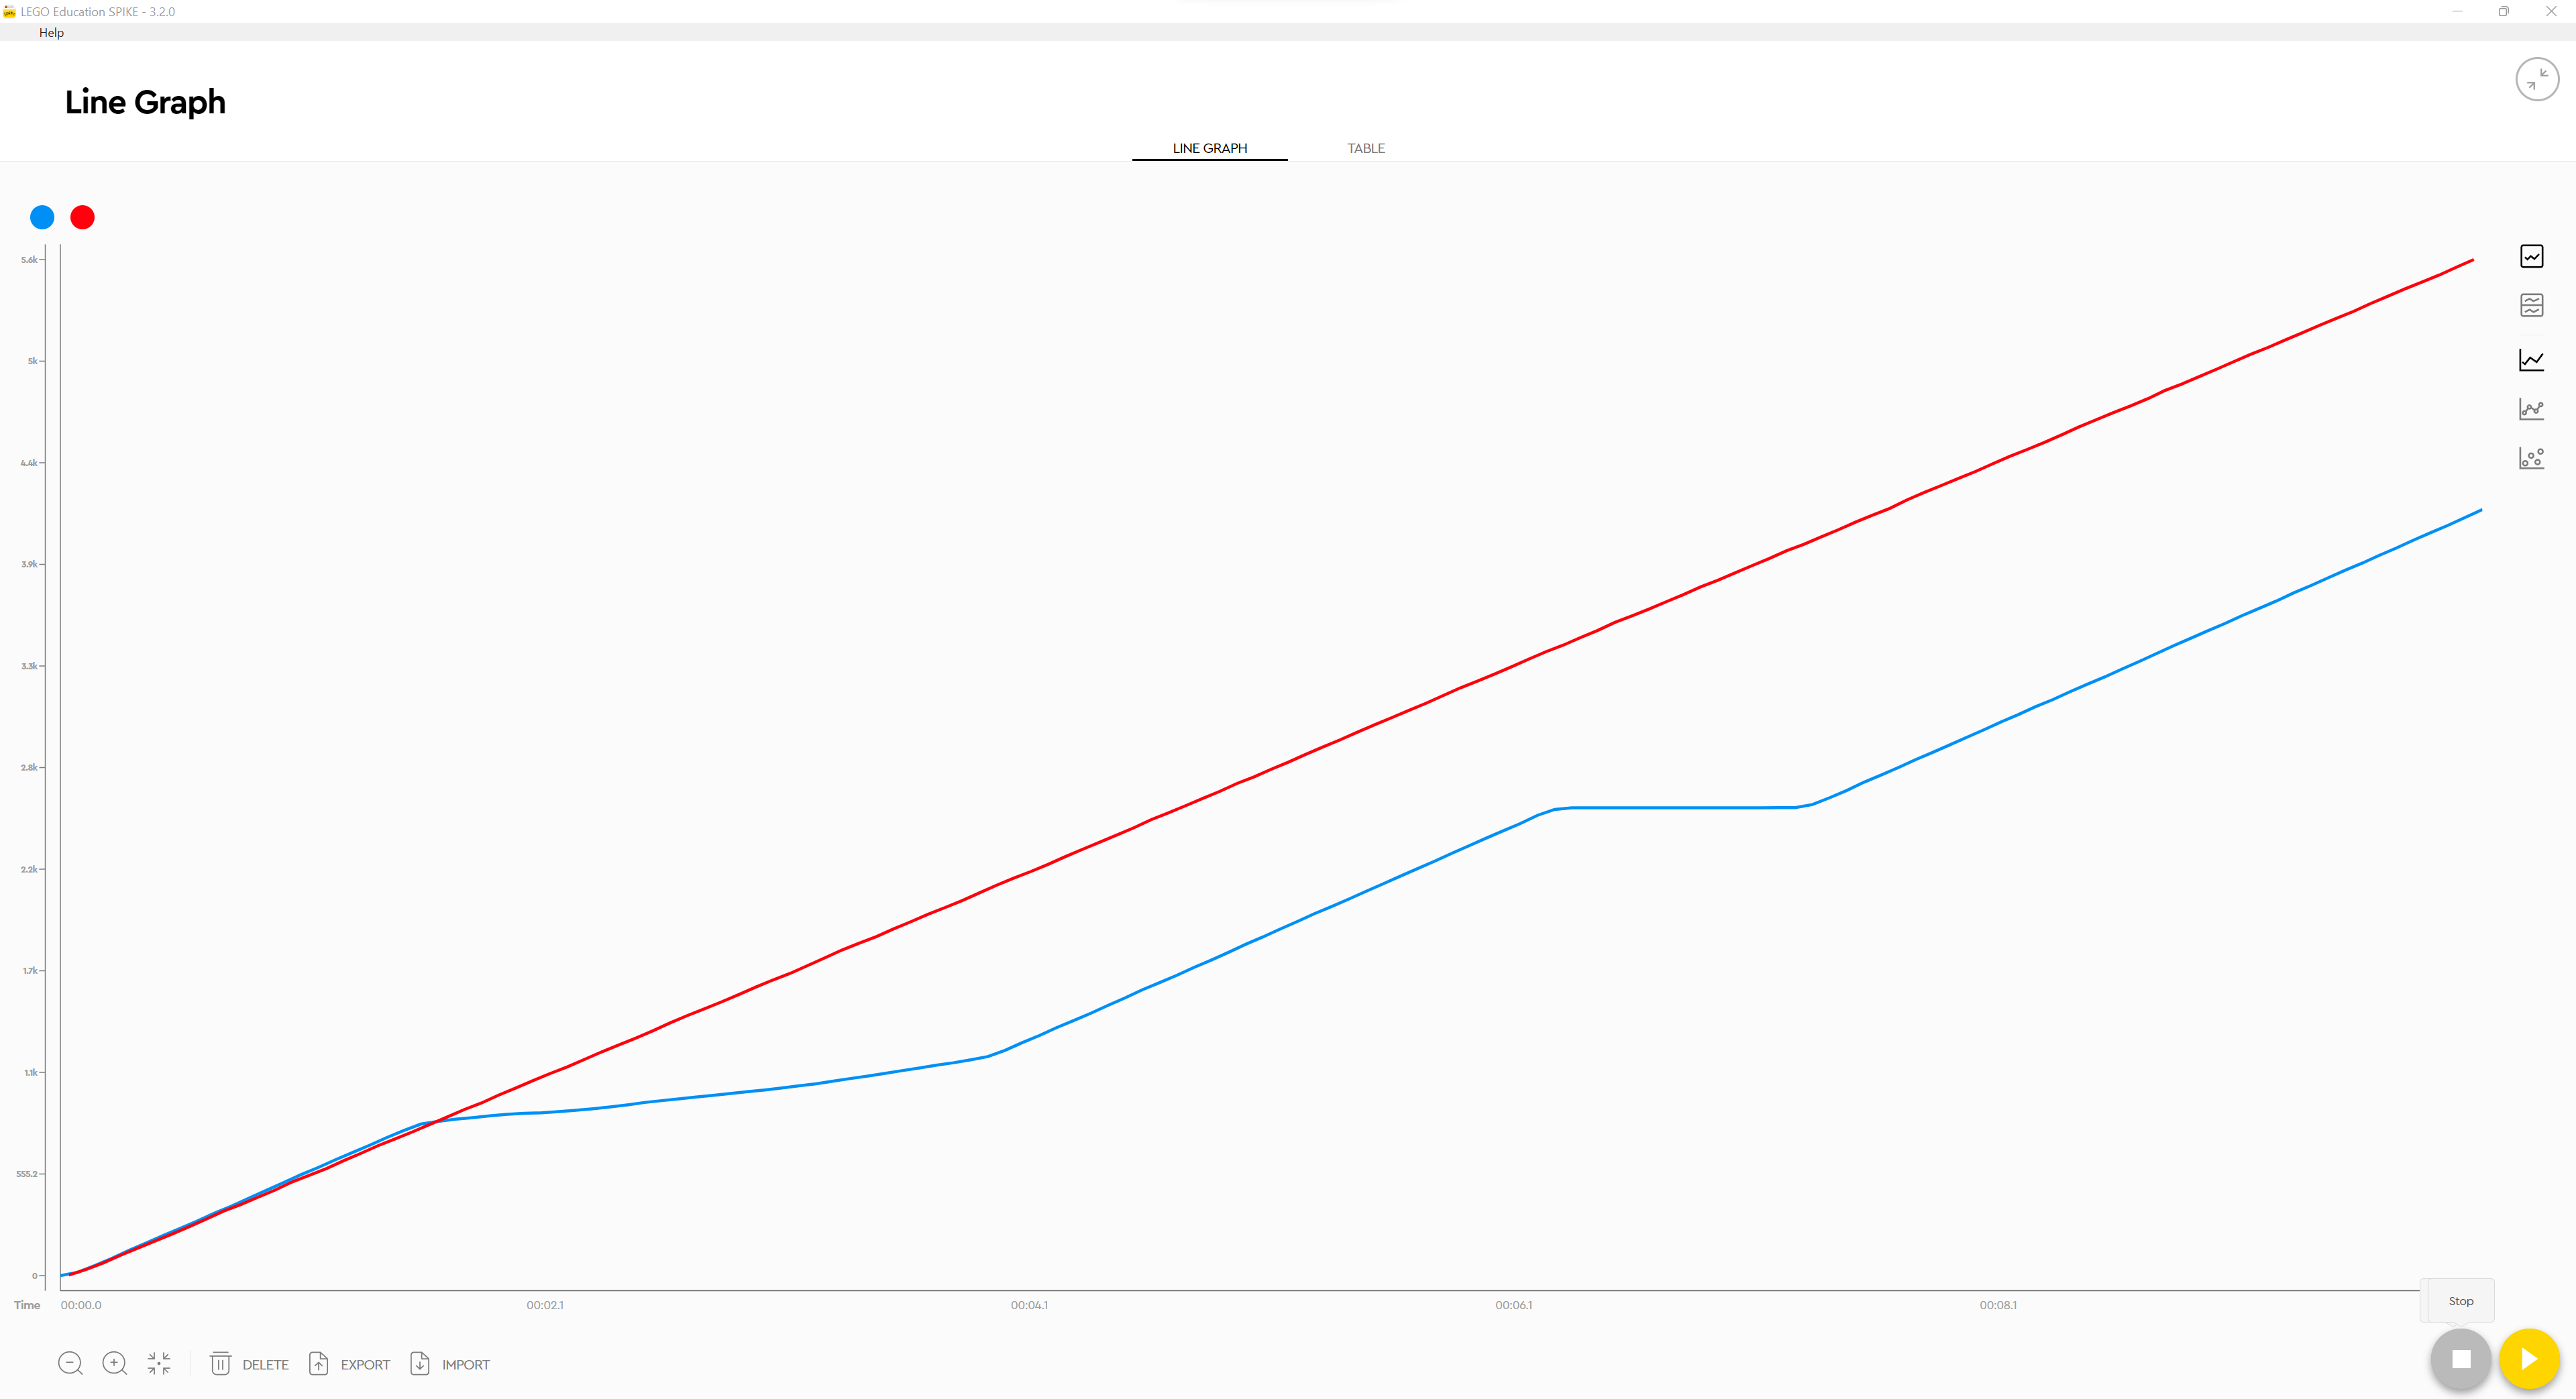 LEGO Education SPIKE - 3.2.0
Help
Line Graph
LINE GRAPH
TABLE
5.6k
5k
4.4k
3.9k
3.3k
2.8k
2.2k
1.7k
1.1k
555.2
0
Time
00:00.0
00:02.1
00:04.1
00:06.1
00:08.1
Stop
DELETE
EXPORT
IMPORT